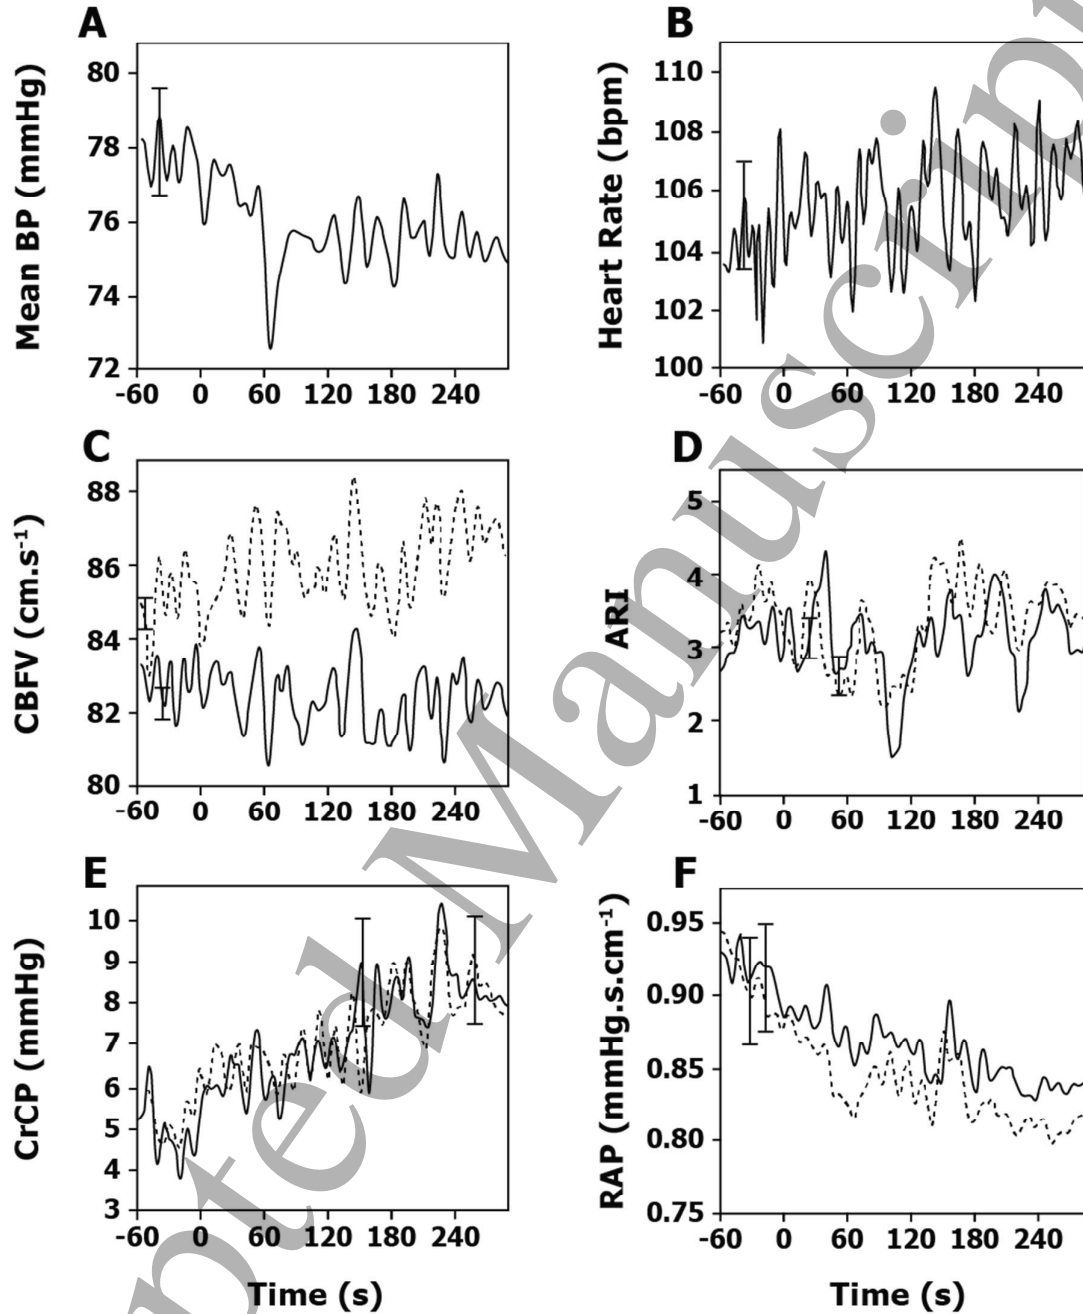 A
B
Mean BP (mmHg)
80
78
76
74
72
-60 0 60 120 180 240
Heart Rate (bpm)
110
108
106
104
102
100
-60 0 60 120 180 240
C
D
CBFV (cm.s-1)
88
86
84
82
80
-60 0 60 120 180 240
ARI
5
4
3
2
1
-60 0 60 120 180 240
E
F
CrCP (mmHg)
10
9
8
7
6
5
4
3
-60 0 60 120 180 240
Time (s)
RAP (mmHg.s.cm-1)
0.95
0.90
0.85
0.80
0.75
-60 0 60 120 180 240
Time (s)
pted Manuscrip